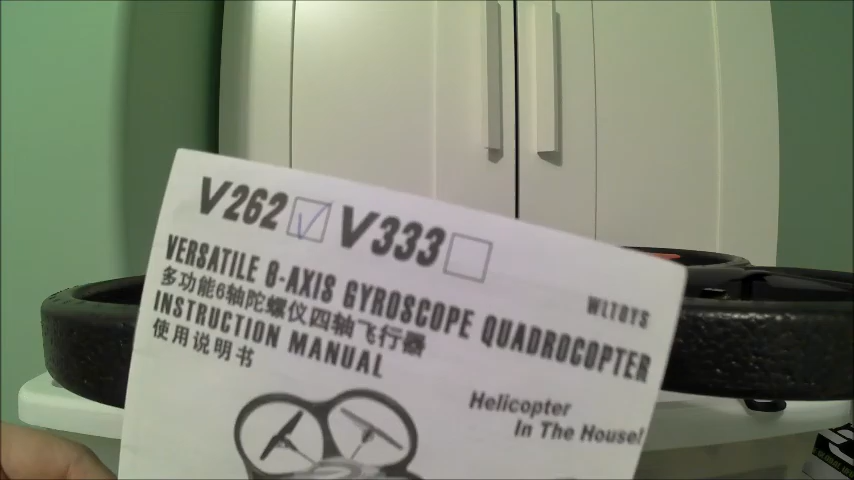 V262 V333
WLTOYS
VERSATILE 6-AXIS GYROSCOPE QUADROCOPTER
多功能6轴陀螺仪四轴飞行器
INSTRUCTION MANUAL
使用说明书
Helicopter
In The House!